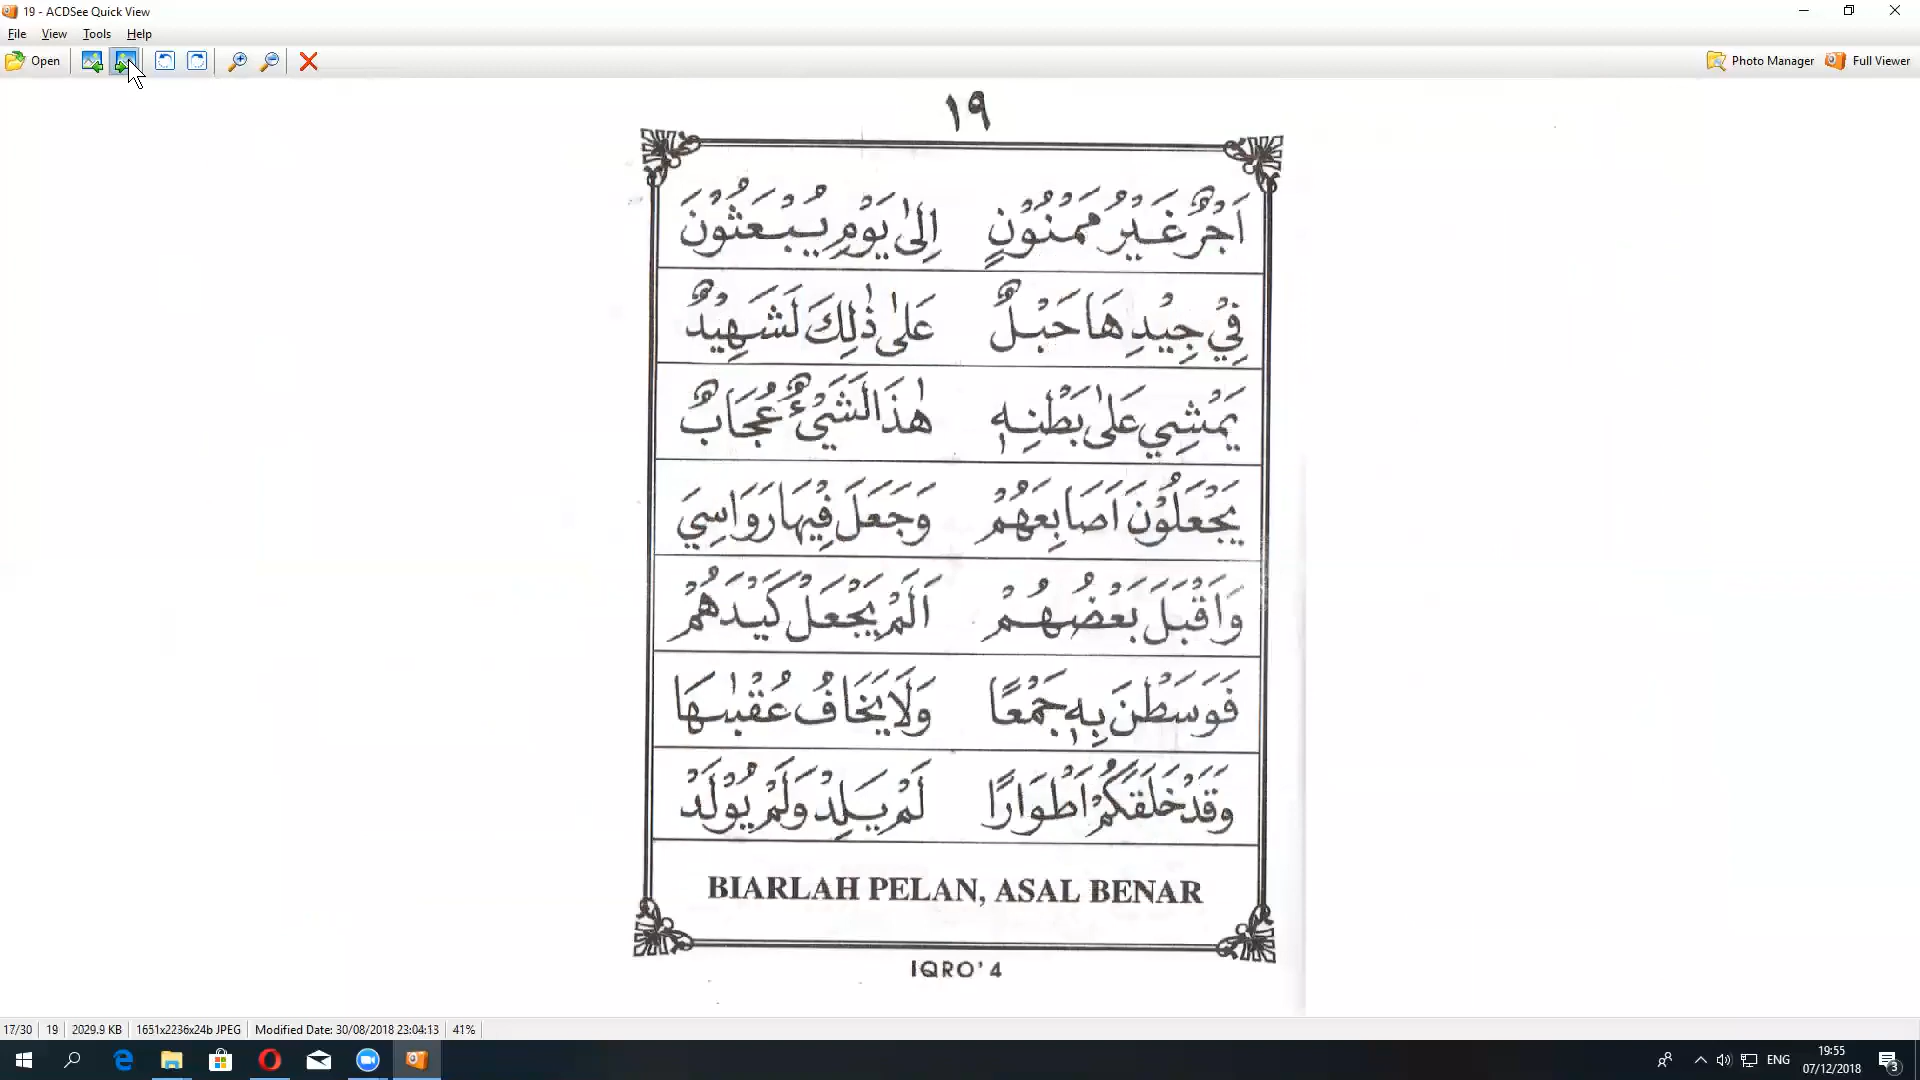 19 - ACDSee Quick View
File View Tools Help
Open Photo Manager Full Viewer
١٩
اَجْرٌ غَيْرُ مَمْنُوْنٍ اِلٰى يَوْمِ يُبْعَثُوْنَ
فِيْ جِيْدِ هَا حَبْلٌ عَلٰى ذٰلِكَ لَشَهِيْدٌ
يَمْشِي عَلٰى بَطْنِهٖ هٰذَا لَشَيْءٌ عُجَابٌ
يَجْعَلُوْنَ اَصَابِعَهُمْ وَجَعَلَ فِيْهَا رَوَاسِيَ
وَاَقْبَلَ بَعْضُهُمْ اَلَمْ يَجْعَلْ كَيْدَهُمْ
فَوَسَطْنَ بِهٖ جَمْعًا وَلَا يَخَافُ عُقْبٰهَا
وَقَدْ خَلَقَكُمْ اَطْوَارًا لَمْ يَلِدْ وَلَمْ يُوْلَدْ
BIARLAH PELAN, ASAL BENAR
IQRO' 4
17/30 19 2029.9 KB 1651x2236x24b JPEG Modified Date: 30/08/2018 23:04:13 41%
ENG 19:55
07/12/2018 3